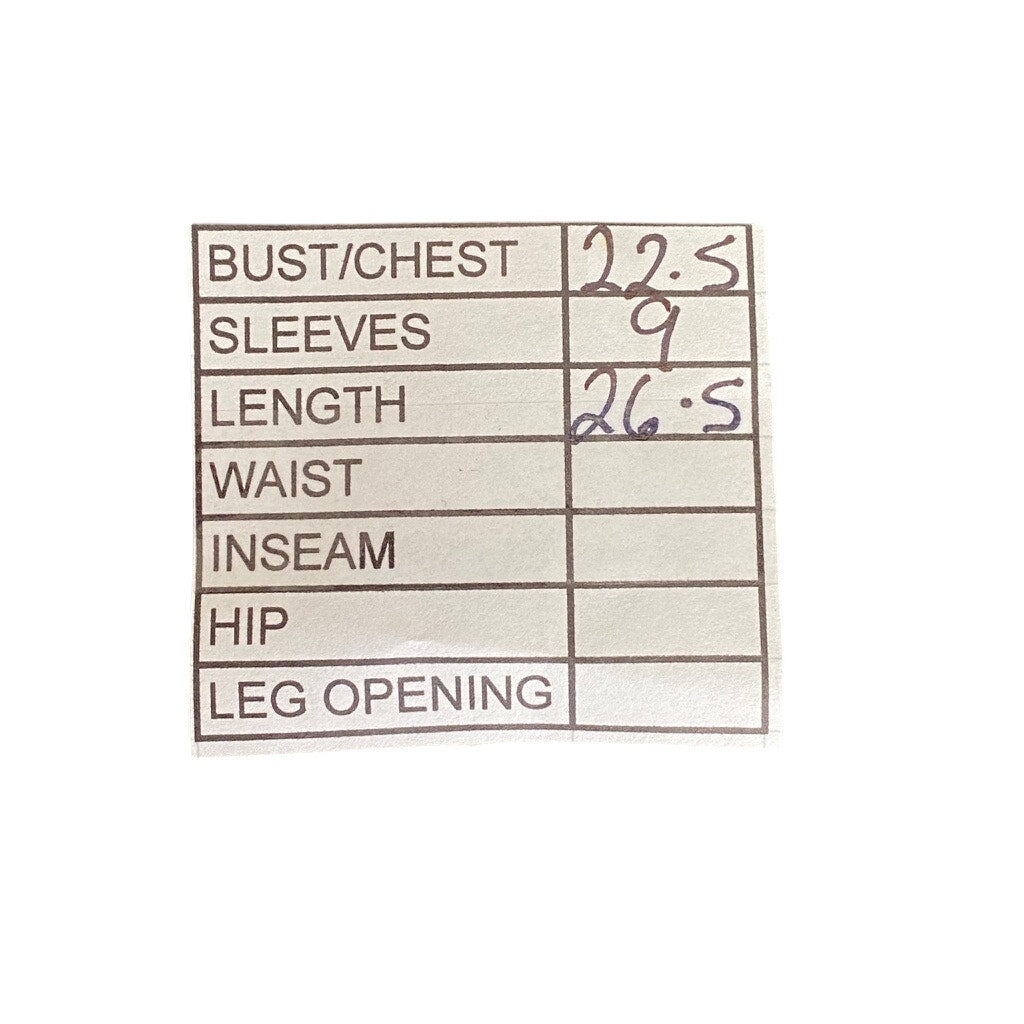 BUST/CHEST 22.5
SLEEVES 9
LENGTH 26.5
WAIST
INSEAM
HIP
LEG OPENING